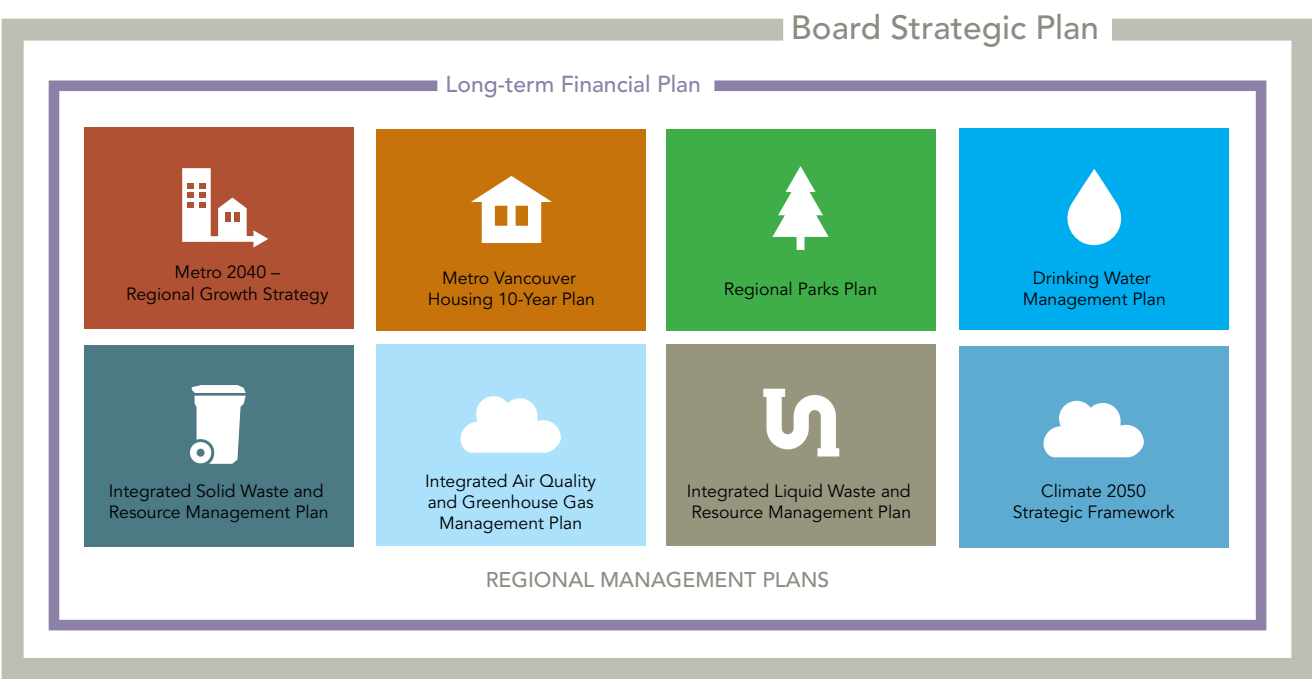 Board Strategic Plan
Long-term Financial Plan
Metro 2040 –
Regional Growth Strategy
Metro Vancouver
Housing 10-Year Plan
Regional Parks Plan
Drinking Water
Management Plan
Integrated Solid Waste and
Resource Management Plan
Integrated Air Quality
and Greenhouse Gas
Management Plan
Integrated Liquid Waste and
Resource Management Plan
Climate 2050
Strategic Framework
REGIONAL MANAGEMENT PLANS